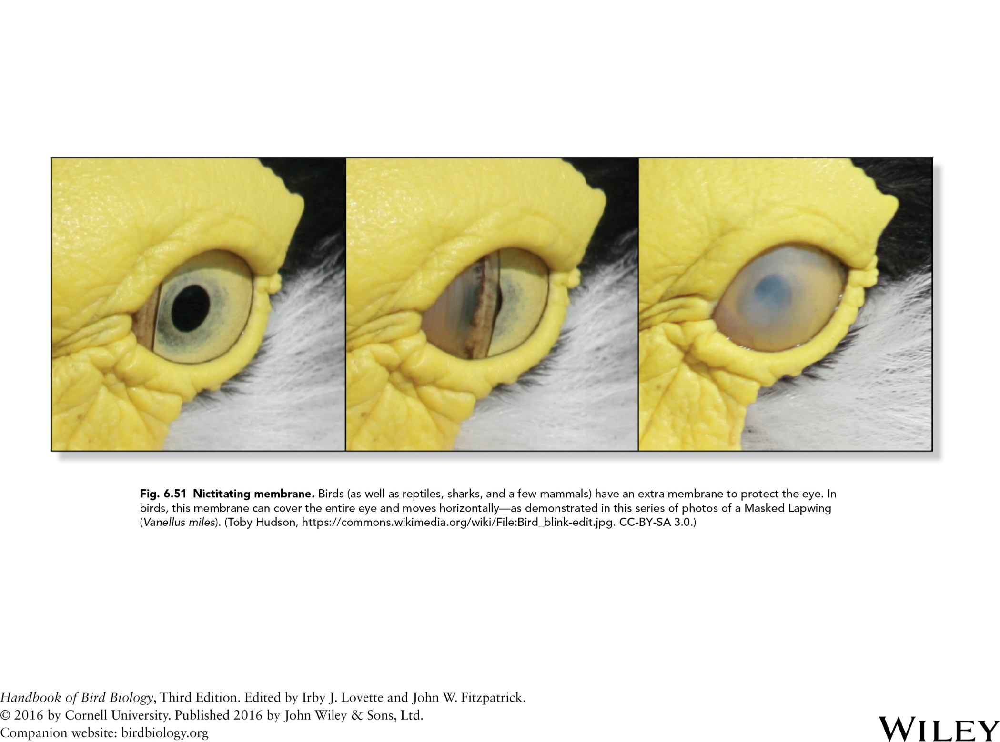 Fig. 6.51 Nictitating membrane. Birds (as well as reptiles, sharks, and a few mammals) have an extra membrane to protect the eye. In
birds, this membrane can cover the entire eye and moves horizontally—as demonstrated in this series of photos of a Masked Lapwing
(Vanellus miles). (Toby Hudson, https://commons.wikimedia.org/wiki/File:Bird_blink-edit.jpg. CC-BY-SA 3.0.)
Handbook of Bird Biology, Third Edition. Edited by Irby J. Lovette and John W. Fitzpatrick.
© 2016 by Cornell University. Published 2016 by John Wiley & Sons, Ltd.
Companion website: birdbiology.org
WILEY